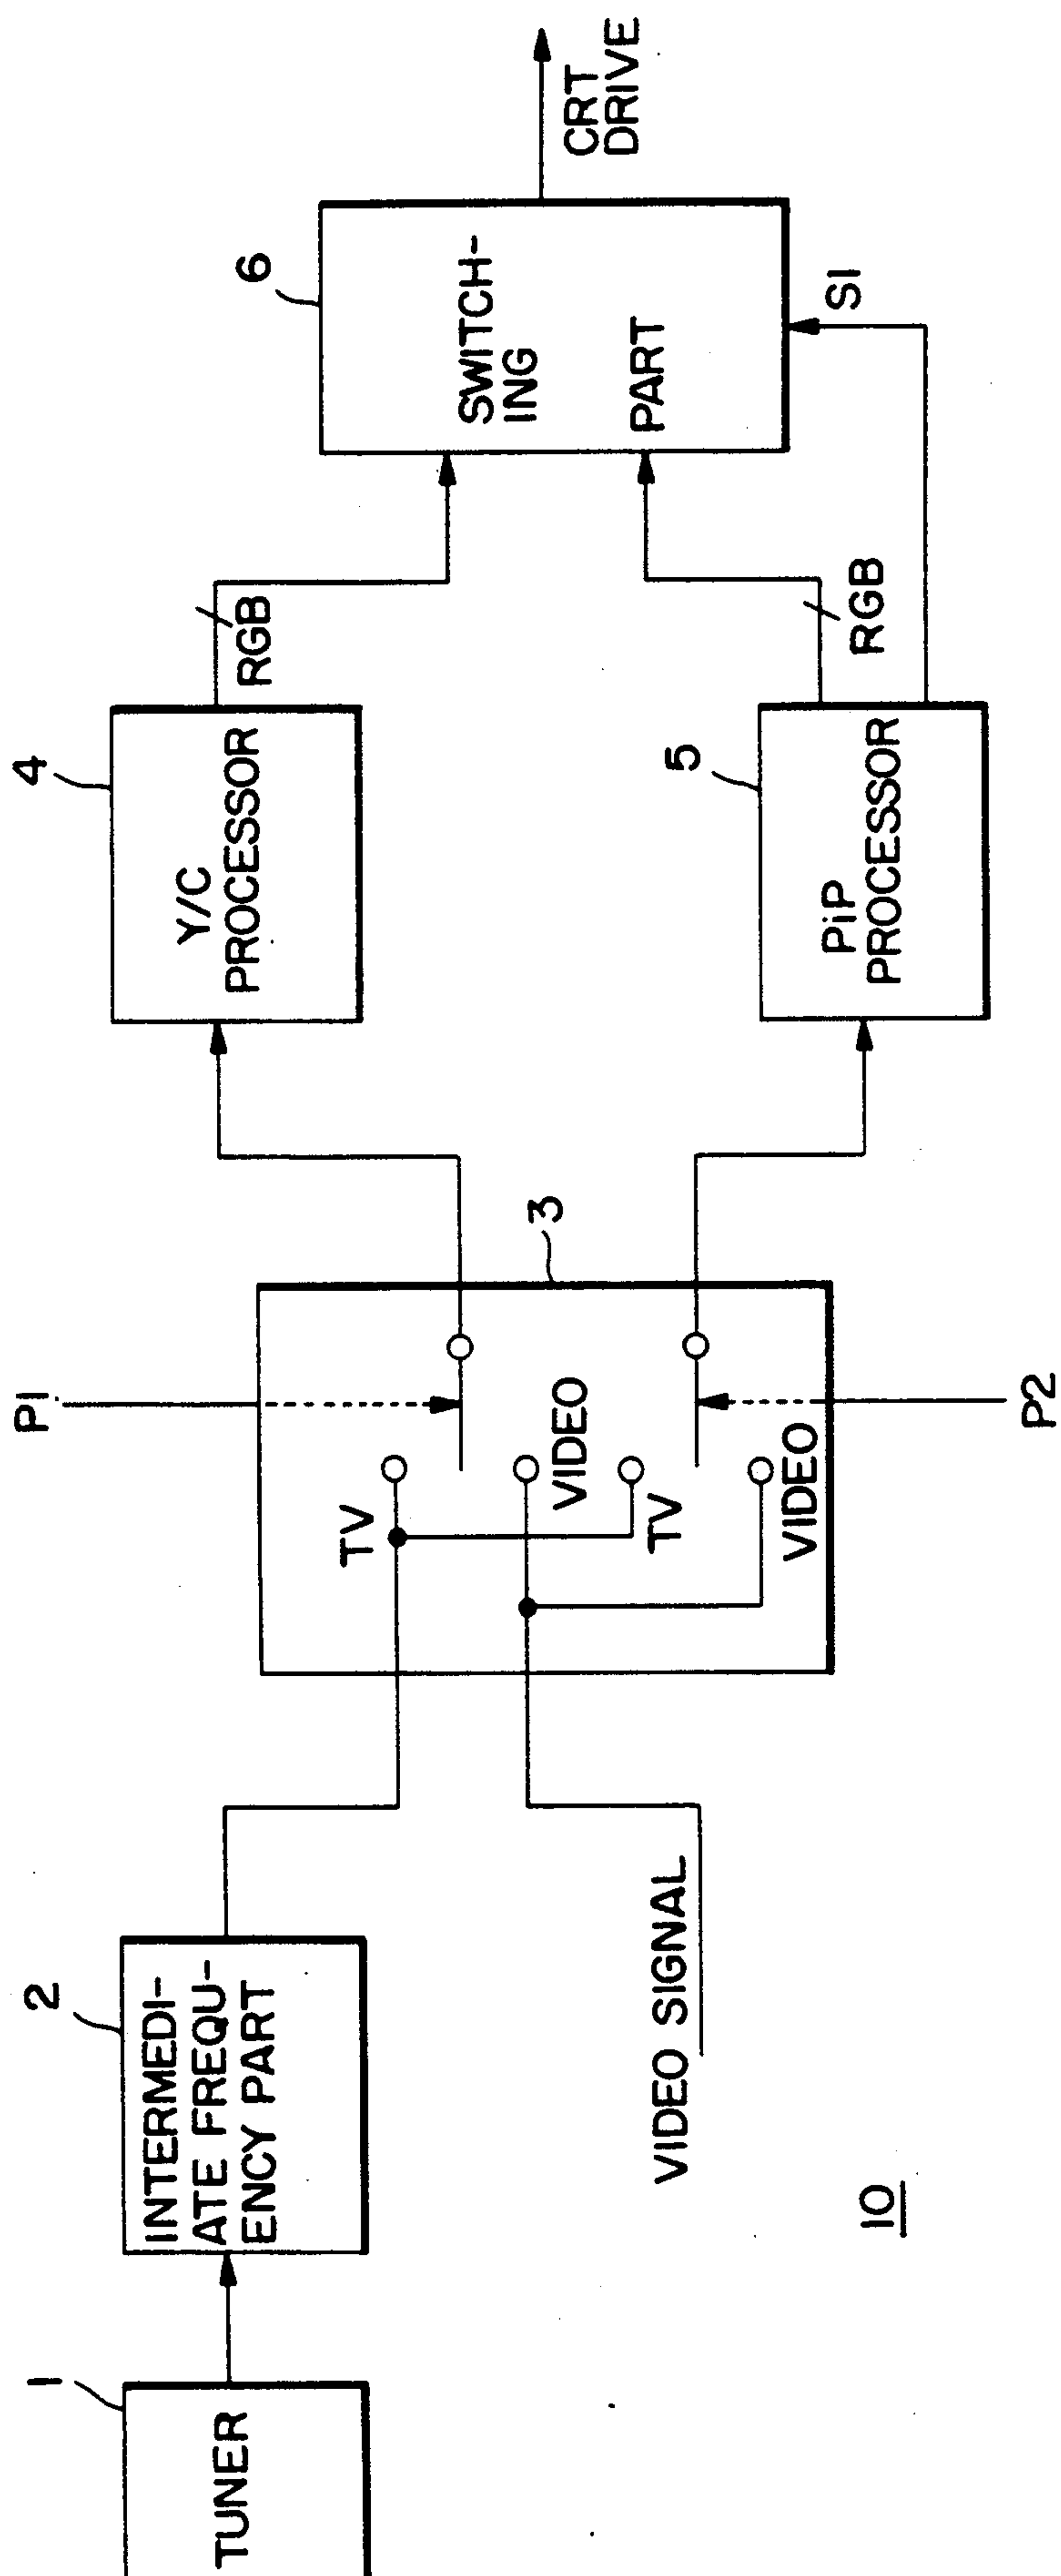 1
TUNER
2
INTERMEDI-
ATE FREQU-
ENCY PART
VIDEO SIGNAL
10
P1
TV
VIDEO
TV
VIDEO
P2
3
4
Y/C
PROCESSOR
RGB
5
PiP
PROCESSOR
RGB
6
SWITCH-
ING
PART
S1
CRT
DRIVE